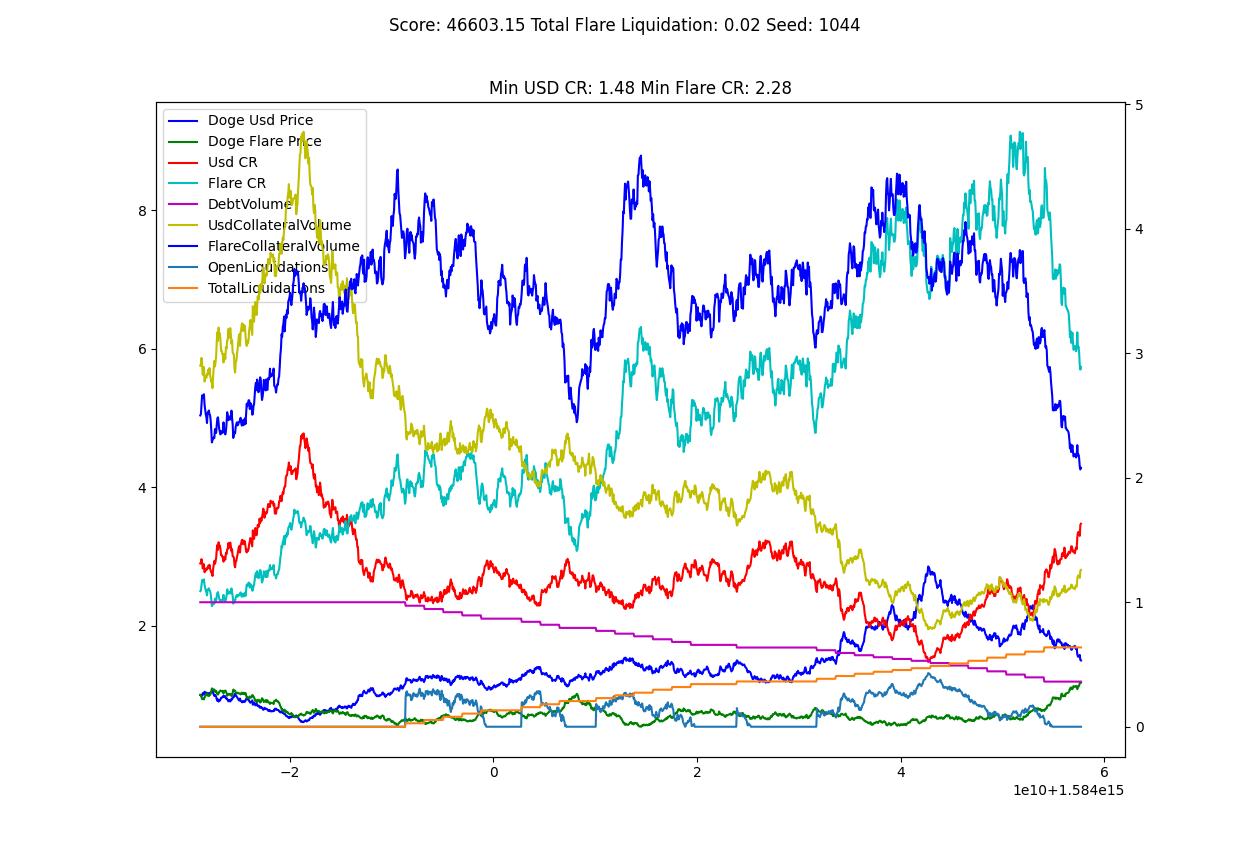 Score: 46603.15 Total Flare Liquidation: 0.02 Seed: 1044
Min USD CR: 1.48 Min Flare CR: 2.28
Doge Usd Price
Doge Flare Price
Usd CR
Flare CR
DebtVolume
UsdCollateralVolume
FlareCollateralVolume
OpenLiquidations
TotalLiquidations
8
6
4
2
5
4
3
2
1
0
−2
0
2
4
6
1e10+1.584e15